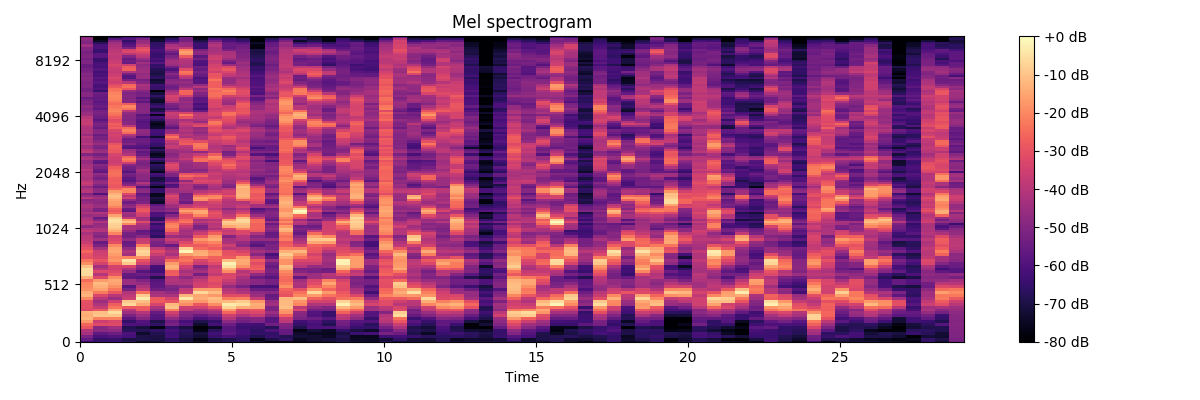 Mel spectrogram
Hz
8192
4096
2048
1024
512
0
0 5 10 15 20 25
Time
+0 dB
-10 dB
-20 dB
-30 dB
-40 dB
-50 dB
-60 dB
-70 dB
-80 dB